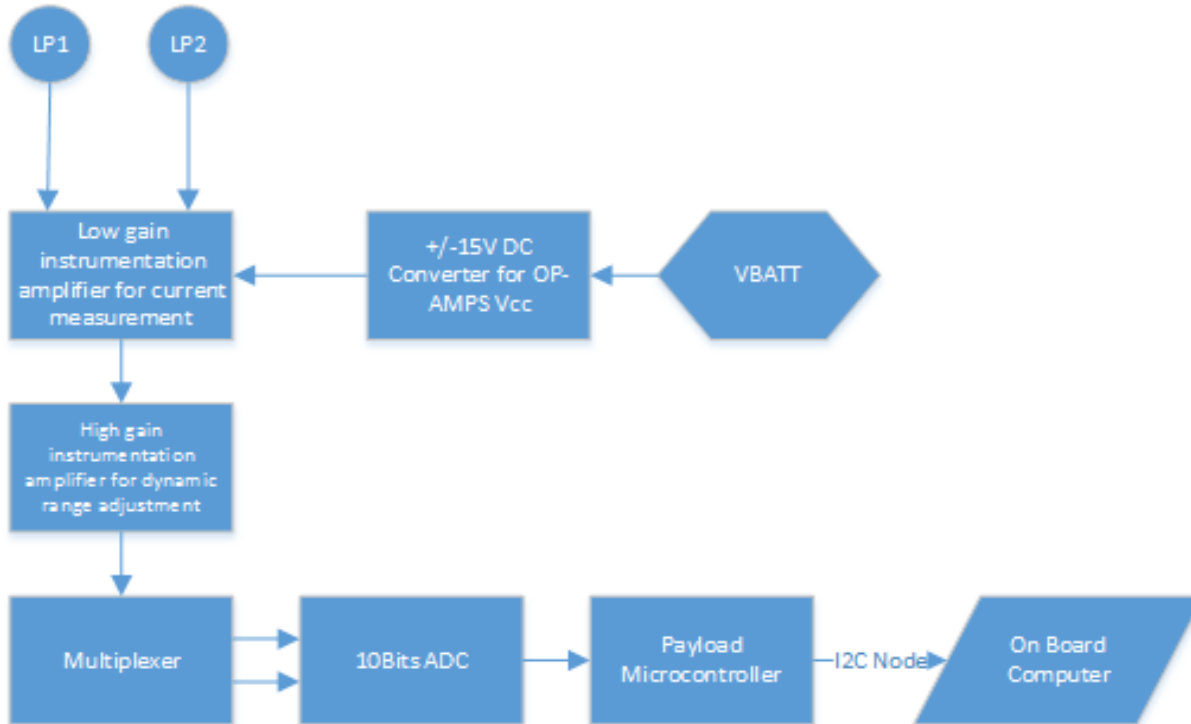 LP1
LP2
Low gain
instrumentation
amplifier for current
measurement
+/-15V DC
Converter for OP-
AMPS Vcc
VBATT
High gain
instrumentation
amplifier for dynamic
range adjustment
Multiplexer
10Bits ADC
Payload
Microcontroller
I2C Node
On Board
Computer